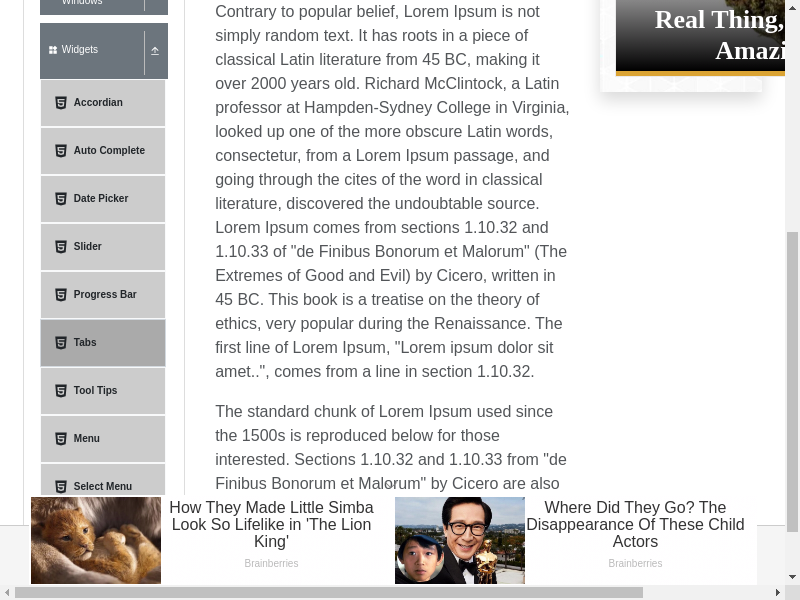 Windows
Widgets
Accordian
Auto Complete
Date Picker
Slider
Progress Bar
Tabs
Tool Tips
Menu
Select Menu
Contrary to popular belief, Lorem Ipsum is not
simply random text. It has roots in a piece of
classical Latin literature from 45 BC, making it
over 2000 years old. Richard McClintock, a Latin
professor at Hampden-Sydney College in Virginia,
looked up one of the more obscure Latin words,
consectetur, from a Lorem Ipsum passage, and
going through the cites of the word in classical
literature, discovered the undoubtable source.
Lorem Ipsum comes from sections 1.10.32 and
1.10.33 of "de Finibus Bonorum et Malorum" (The
Extremes of Good and Evil) by Cicero, written in
45 BC. This book is a treatise on the theory of
ethics, very popular during the Renaissance. The
first line of Lorem Ipsum, "Lorem ipsum dolor sit
amet..", comes from a line in section 1.10.32.
The standard chunk of Lorem Ipsum used since
the 1500s is reproduced below for those
interested. Sections 1.10.32 and 1.10.33 from "de
Finibus Bonorum et Malorum" by Cicero are also
Real Thing,
Amazi
How They Made Little Simba
Look So Lifelike in 'The Lion
King'
Brainberries
Where Did They Go? The
Disappearance Of These Child
Actors
Brainberries